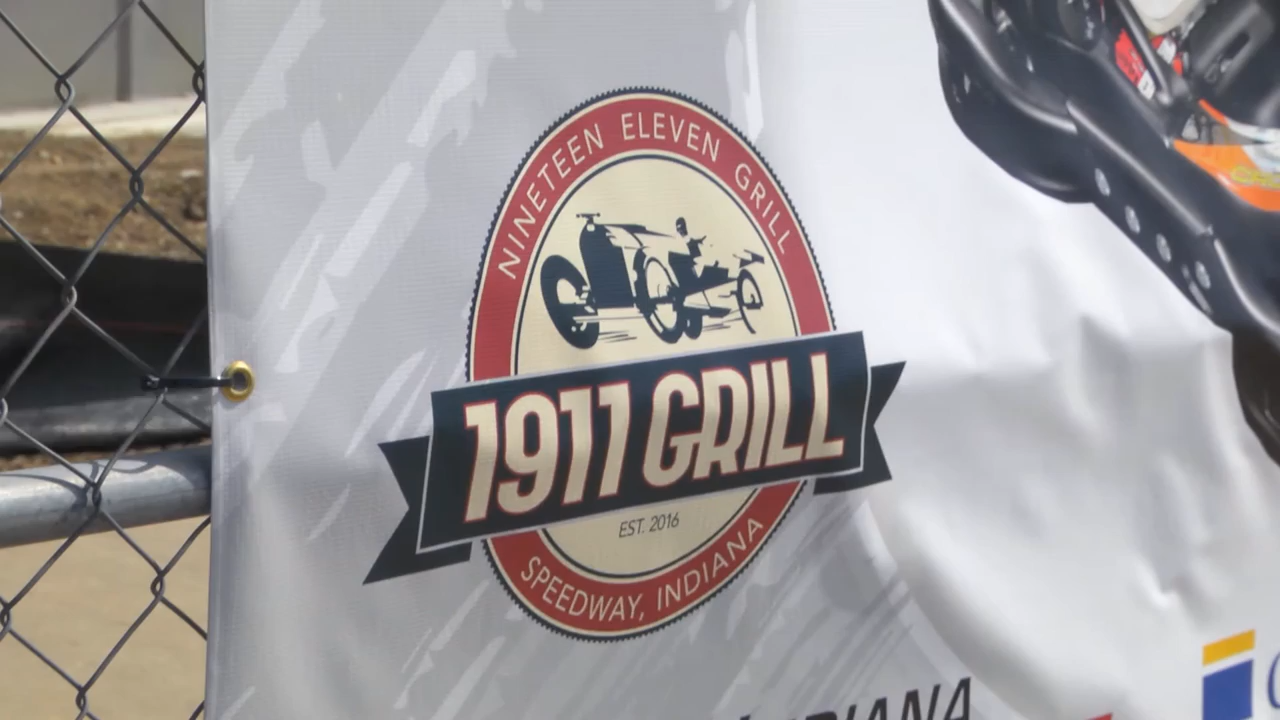 NINETEEN ELEVEN GRILL
1911 GRILL
EST. 2016
SPEEDWAY, INDIANA